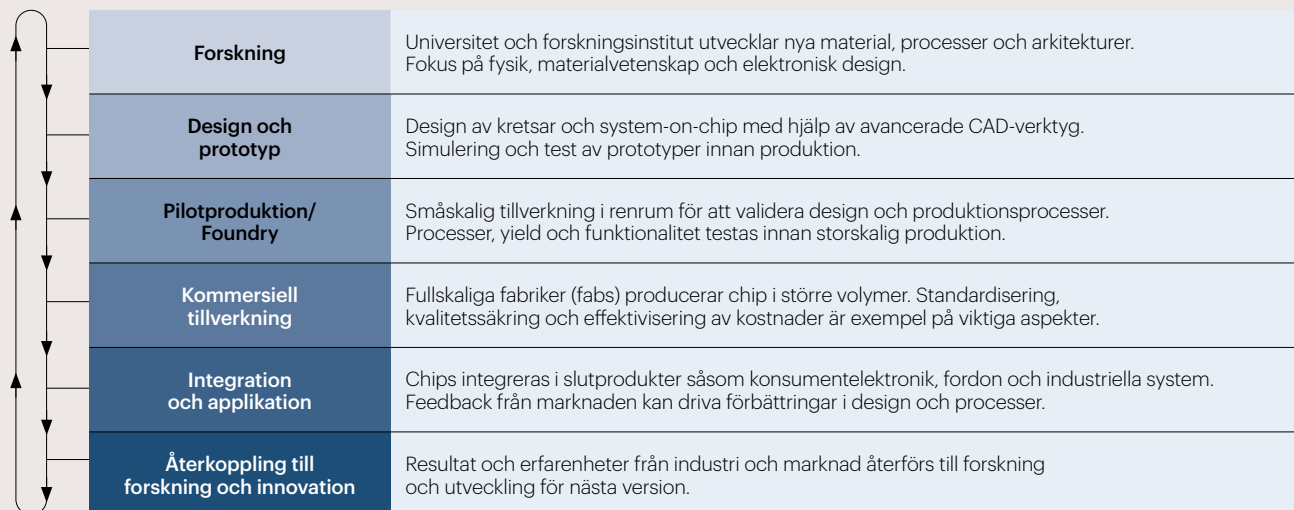 Forskning
Universitet och forskningsinstitut utvecklar nya material, processer och arkitekturer.
Fokus på fysik, materialvetenskap och elektronisk design.
Design och
prototyp
Design av kretsar och system-on-chip med hjälp av avancerade CAD-verktyg.
Simulering och test av prototyper innan produktion.
Pilotproduktion/
Foundry
Småskalig tillverkning i renrum för att validera design och produktionsprocesser.
Processer, yield och funktionalitet testas innan storskalig produktion.
Kommersiell
tillverkning
Fullskaliga fabriker (fabs) producerar chip i större volymer. Standardisering,
kvalitetssäkring och effektivisering av kostnader är exempel på viktiga aspekter.
Integration
och applikation
Chips integreras i slutprodukter såsom konsumentelektronik, fordon och industriella system.
Feedback från marknaden kan driva förbättringar i design och processer.
Återkoppling till
forskning och innovation
Resultat och erfarenheter från industri och marknad återförs till forskning
och utveckling för nästa version.